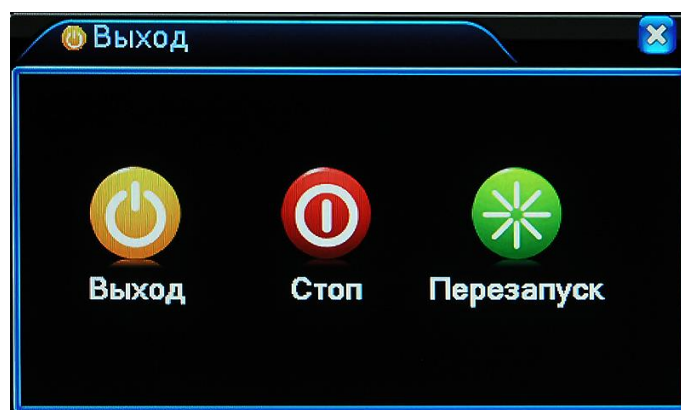 Выход
Выход Стоп Перезапуск